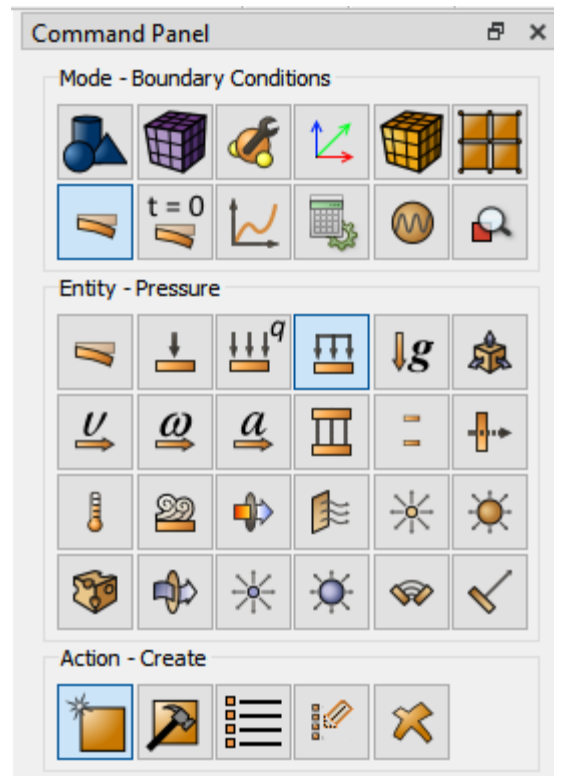 Command Panel
Mode - Boundary Conditions
t = 0
Entity - Pressure
q
g
v
ω
a
Action - Create